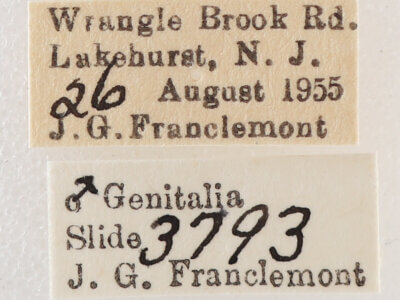 Wrangle Brook Rd.
Lakehurst, N. J.
26 August 1955
J. G. Franclemont
♂ Genitalia
Slide 3793
J. G. Franclemont